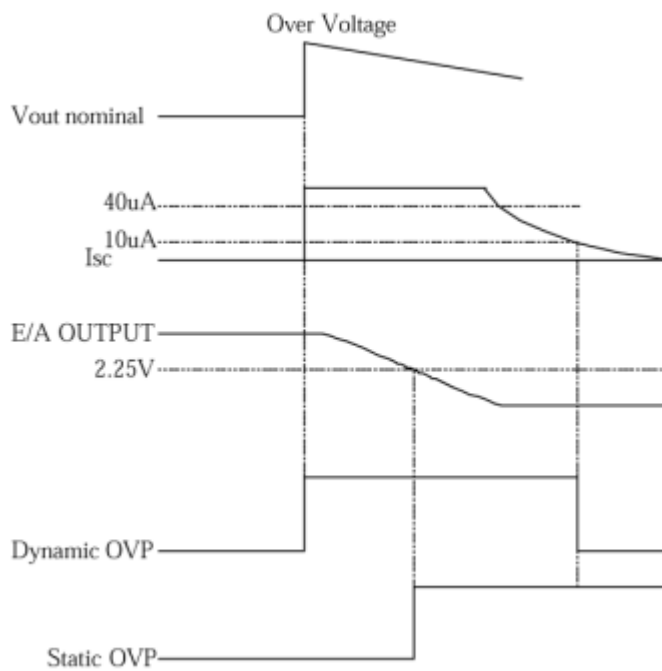 Over Voltage
Vout nominal
40uA
10uA
Isc
E/A OUTPUT
2.25V
Dynamic OVP
Static OVP